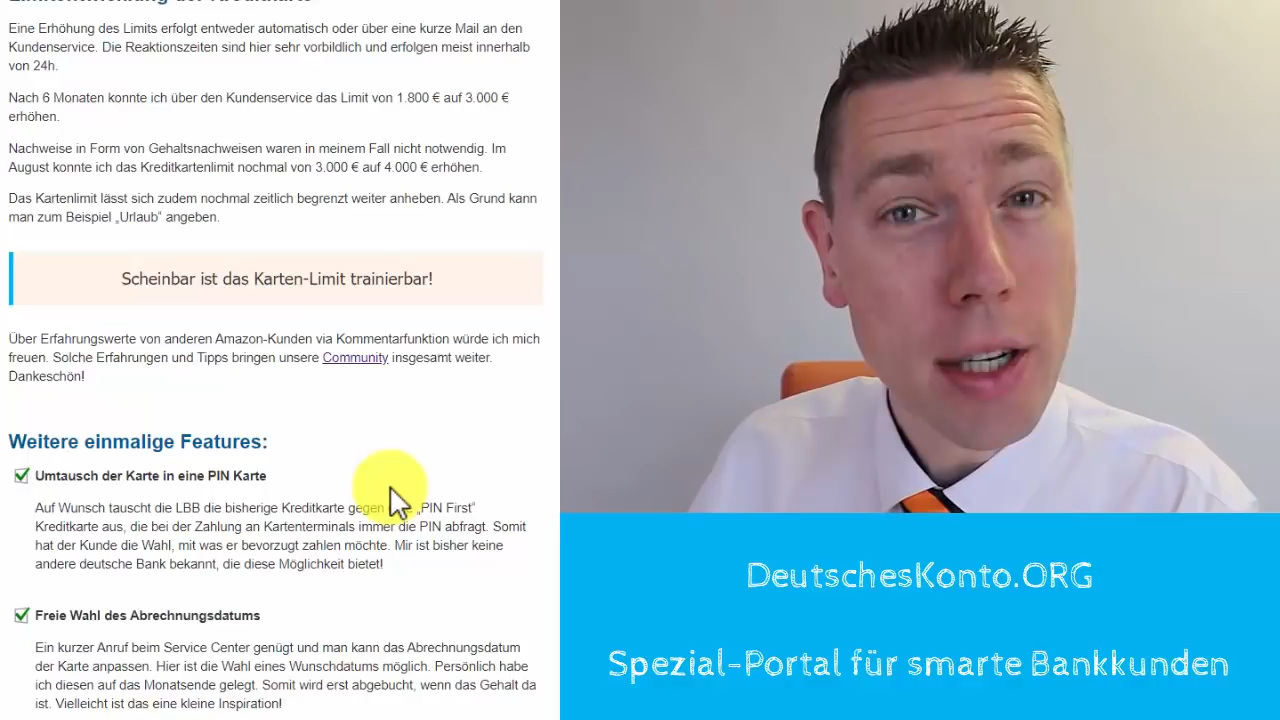 Eine Erhöhung des Limits erfolgt entweder automatisch oder über eine kurze Mail an den
Kundenservice. Die Reaktionszeiten sind hier sehr vorbildlich und erfolgen meist innerhalb
von 24h.
Nach 6 Monaten konnte ich über den Kundenservice das Limit von 1.800 € auf 3.000 €
erhöhen.
Nachweise in Form von Gehaltsnachweisen waren in meinem Fall nicht notwendig. Im
August konnte ich das Kreditkartenlimit nochmal von 3.000 € auf 4.000 € erhöhen.
Das Kartenlimit lässt sich zudem nochmal zeitlich begrenzt weiter anheben. Als Grund kann
man zum Beispiel „Urlaub“ angeben.
Scheinbar ist das Karten-Limit trainierbar!
Über Erfahrungswerte von anderen Amazon-Kunden via Kommentarfunktion würde ich mich
freuen. Solche Erfahrungen und Tipps bringen unsere Community insgesamt weiter.
Dankeschön!
Weitere einmalige Features:
Umtausch der Karte in eine PIN Karte
Auf Wunsch tauscht die LBB die bisherige Kreditkarte gegen „PIN First“
Kreditkarte aus, die bei der Zahlung an Kartenterminals immer die PIN abfragt. Somit
hat der Kunde die Wahl, mit was er bevorzugt zahlen möchte. Mir ist bisher keine
andere deutsche Bank bekannt, die diese Möglichkeit bietet!
Freie Wahl des Abrechnungsdatums
Ein kurzer Anruf beim Service Center genügt und man kann das Abrechnungsdatum
der Karte anpassen. Hier ist die Wahl eines Wunschdatums möglich. Persönlich habe
ich diesen auf das Monatsende gelegt. Somit wird erst abgebucht, wenn das Gehalt da
ist. Vielleicht ist das eine kleine Inspiration!
DeutschesKonto.ORG
Spezial-Portal für smarte Bankkunden